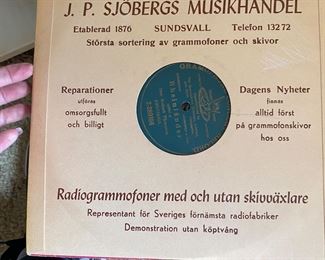 J. P. SJÖBERGS MUSIKHANDEL
Etablerad 1876 SUNDSVALL Telefon 13272
Största sortering av grammofoner och skivor
Reparationer
utföres
omsorgsfullt
och billigt
Dagens Nyheter
finnas
alltid först
på grammofonskivor
hos oss
Radiogrammofoner med och utan skivväxlare
Representant för Sveriges förnämsta radiofabriker
Demonstration utan köptvång